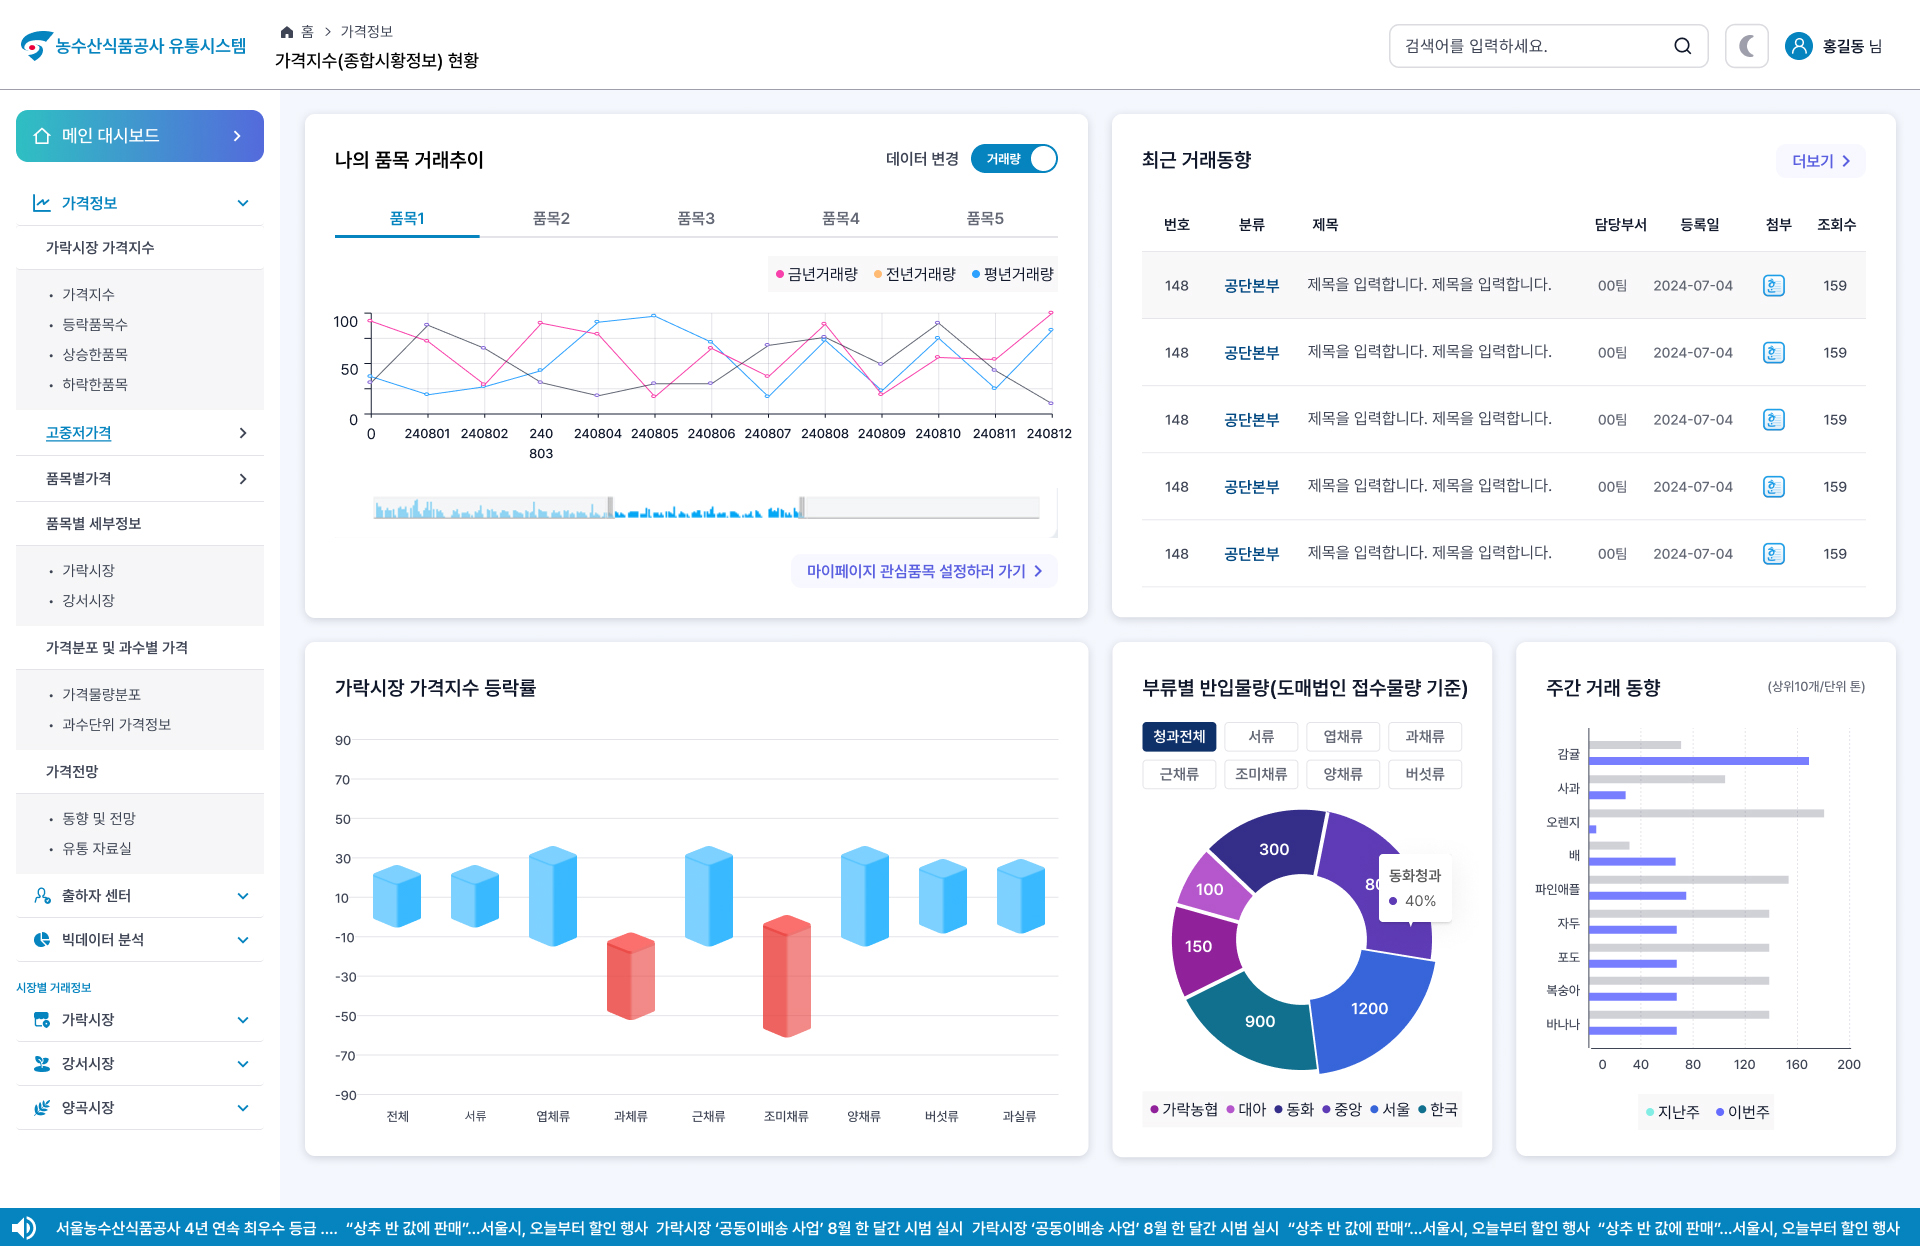 농수산식품공사 유통시스템
홈 > 가격정보
가격지수(종합시황정보) 현황
검색어를 입력하세요.
홍길동 님
메인 대시보드
가격정보
가락시장 가격지수
• 가격지수
• 등락품목수
• 상승한품목
• 하락한품목
고중저가격
품목별가격
품목별 세부정보
• 가락시장
• 강서시장
가격분포 및 과수별 가격
• 가격물량분포
• 과수단위 가격정보
가격전망
• 동향 및 전망
• 유통 자료실
출하자 센터
빅데이터 분석
시장별 거래정보
가락시장
강서시장
양곡시장
나의 품목 거래추이
데이터 변경 거래량
품목1 품목2 품목3 품목4 품목5
금년거래량 전년거래량 평년거래량
100
50
0
0 240801 240802 240 240804 240805 240806 240807 240808 240809 240810 240811 240812
803
마이페이지 관심품목 설정하러 가기
최근 거래동향
더보기
번호 분류 제목 담당부서 등록일 첨부 조회수
148 공단본부 제목을 입력합니다. 제목을 입력합니다. 00팀 2024-07-04 한 159
148 공단본부 제목을 입력합니다. 제목을 입력합니다. 00팀 2024-07-04 한 159
148 공단본부 제목을 입력합니다. 제목을 입력합니다. 00팀 2024-07-04 한 159
148 공단본부 제목을 입력합니다. 제목을 입력합니다. 00팀 2024-07-04 한 159
148 공단본부 제목을 입력합니다. 제목을 입력합니다. 00팀 2024-07-04 한 159
가락시장 가격지수 등락률
90
70
50
30
10
-10
-30
-50
-70
-90
전체 서류 엽체류 과체류 근채류 조미채류 양채류 버섯류 과실류
부류별 반입물량(도매법인 접수물량 기준)
청과전체 서류 엽채류 과채류
근채류 조미채류 양채류 버섯류
300
80
100
150
900
1200
동화청과
40%
가락농협 대아 동화 중앙 서울 한국
주간 거래 동향
(상위10개/단위 톤)
감귤
사과
오렌지
배
파인애플
자두
포도
복숭아
바나나
0 40 80 120 160 200
지난주 이번주
서울농수산식품공사 4년 연속 최우수 등급 .... “상추 반 값에 판매”...서울시, 오늘부터 할인 행사 가락시장 ‘공동이배송 사업’ 8월 한 달간 시범 실시 가락시장 ‘공동이배송 사업’ 8월 한 달간 시범 실시 “상추 반 값에 판매”...서울시, 오늘부터 할인 행사 “상추 반 값에 판매”...서울시, 오늘부터 할인 행사